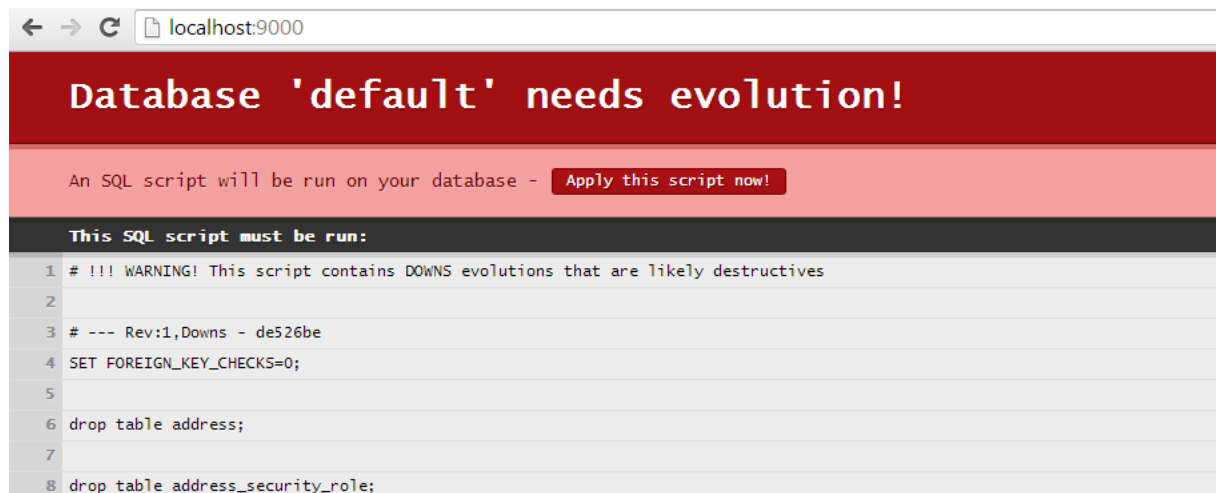 localhost:9000
Database 'default' needs evolution!
An SQL script will be run on your database - Apply this script now!
This SQL script must be run:
1 # !!! WARNING! This script contains DOWNS evolutions that are likely destructives
2
3 # --- Rev:1,Downs - de526be
4 SET FOREIGN_KEY_CHECKS=0;
5
6 drop table address;
7
8 drop table address_security_role;